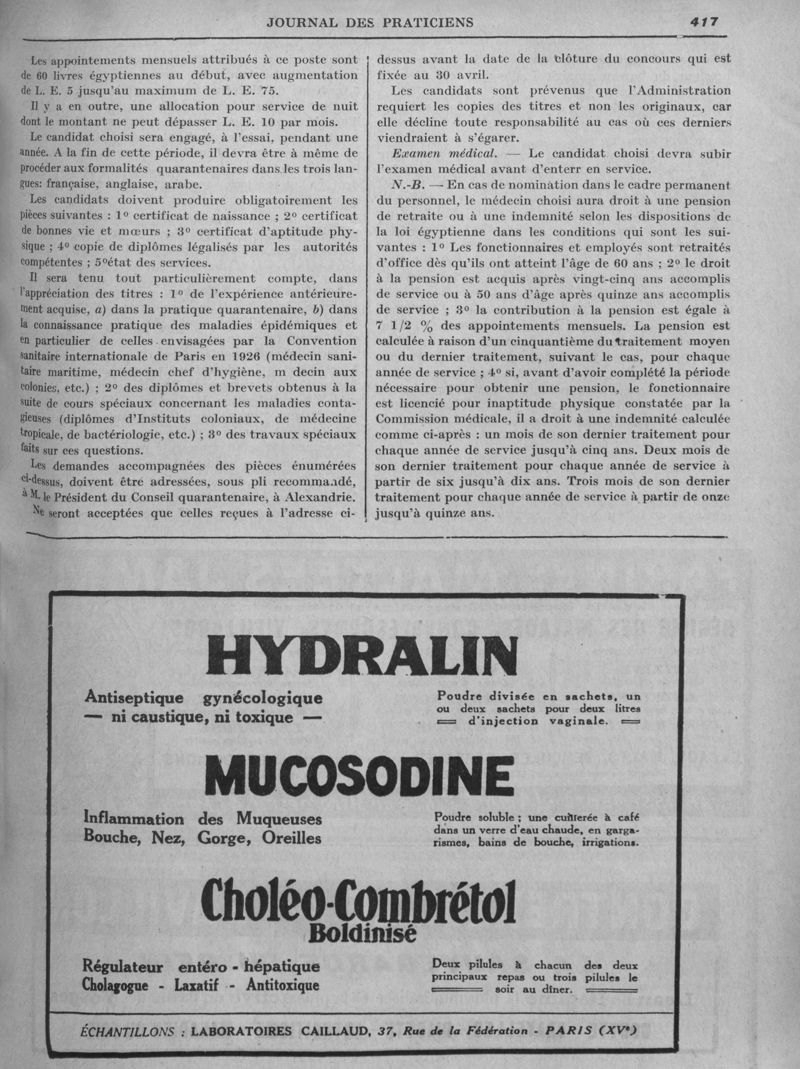 JOURNAL DES PRATICIENS 417
Les appointements mensuels attribués à ce poste sont
de 60 livres égyptiennes au début, avec augmentation
de L. E. 5 jusqu'au maximum de L. E. 75.
Il y a en outre, une allocation pour service de nuit
dont le montant ne peut dépasser L. E. 10 par mois.
Le candidat choisi sera engagé, à l'essai, pendant une
année. A la fin de cette période, il devra être à même de
procéder aux formalités quarantenaires dans les trois lan-
gues: française, anglaise, arabe.
Les candidats doivent produire obligatoirement les
pièces suivantes : 1º certificat de naissance ; 2º certificat
de bonnes vie et mœurs ; 3º certificat d'aptitude phy-
sique ; 4º copie de diplômes légalisés par les autorités
compétentes ; 5ºétat des services.
Il sera tenu tout particulièrement compte, dans
l'appréciation des titres : 1º de l'expérience antérieure-
ment acquise, a) dans la pratique quarantenaire, b) dans
la connaissance pratique des maladies épidémiques et
en particulier de celles envisagées par la Convention
sanitaire internationale de Paris en 1926 (médecin sani-
taire maritime, médecin chef d'hygiène, m decin aux
colonies, etc.) ; 2º des diplômes et brevets obtenus à la
suite de cours spéciaux concernant les maladies conta-
gieuses (diplômes d'Instituts coloniaux, de médecine
tropicale, de bactériologie, etc.) ; 3º des travaux spéciaux
faits sur ces questions.
Les demandes accompagnées des pièces énumérées
ci-dessus, doivent être adressées, sous pli recommandé,
à M. le Président du Conseil quarantenaire, à Alexandrie.
Ne seront acceptées que celles reçues à l'adresse ci-
dessus avant la date de la clôture du concours qui est
fixée au 30 avril.
Les candidats sont prévenus que l'Administration
requiert les copies des titres et non les originaux, car
elle décline toute responsabilité au cas où ces derniers
viendraient à s'égarer.
Examen médical. — Le candidat choisi devra subir
l'examen médical avant d'enterr en service.
N.-B. — En cas de nomination dans le cadre permanent
du personnel, le médecin choisi aura droit à une pension
de retraite ou à une indemnité selon les dispositions de
la loi égyptienne dans les conditions qui sont les sui-
vantes : 1º Les fonctionnaires et employés sont retraités
d'office dès qu'ils ont atteint l'âge de 60 ans ; 2º le droit
à la pension est acquis après vingt-cinq ans accomplis
de service ou à 50 ans d'âge après quinze ans accomplis
de service ; 3º la contribution à la pension est égale à
7 1/2 % des appointements mensuels. La pension est
calculée à raison d'un cinquantième du traitement moyen
ou du dernier traitement, suivant le cas, pour chaque
année de service ; 4º si, avant d'avoir complété la période
nécessaire pour obtenir une pension, le fonctionnaire
est licencié pour inaptitude physique constatée par la
Commission médicale, il a droit à une indemnité calculée
comme ci-après : un mois de son dernier traitement pour
chaque année de service jusqu'à cinq ans. Deux mois de
son dernier traitement pour chaque année de service à
partir de six jusqu'à dix ans. Trois mois de son dernier
traitement pour chaque année de service à partir de onze
jusqu'à quinze ans.
HYDRALIN
Antiseptique gynécologique
— ni caustique, ni toxique —
Poudre divisée en sachets, un
ou deux sachets pour deux litres
d'injection vaginale.
MUCOSODINE
Inflammation des Muqueuses
Bouche, Nez, Gorge, Oreilles
Poudre soluble ; une cuillerée à café
dans un verre d'eau chaude, en garga-
rismes, bains de bouche, irrigations.
Choléo-Combrétol
Boldinisé
Régulateur entéro - hépatique
Cholagogue - Laxatif - Antitoxique
Deux pilules à chacun des deux
principaux repas ou trois pilules le
soir au dîner.
ÉCHANTILLONS : LABORATOIRES CAILLAUD, 37, Rue de la Fédération - PARIS (XVe)